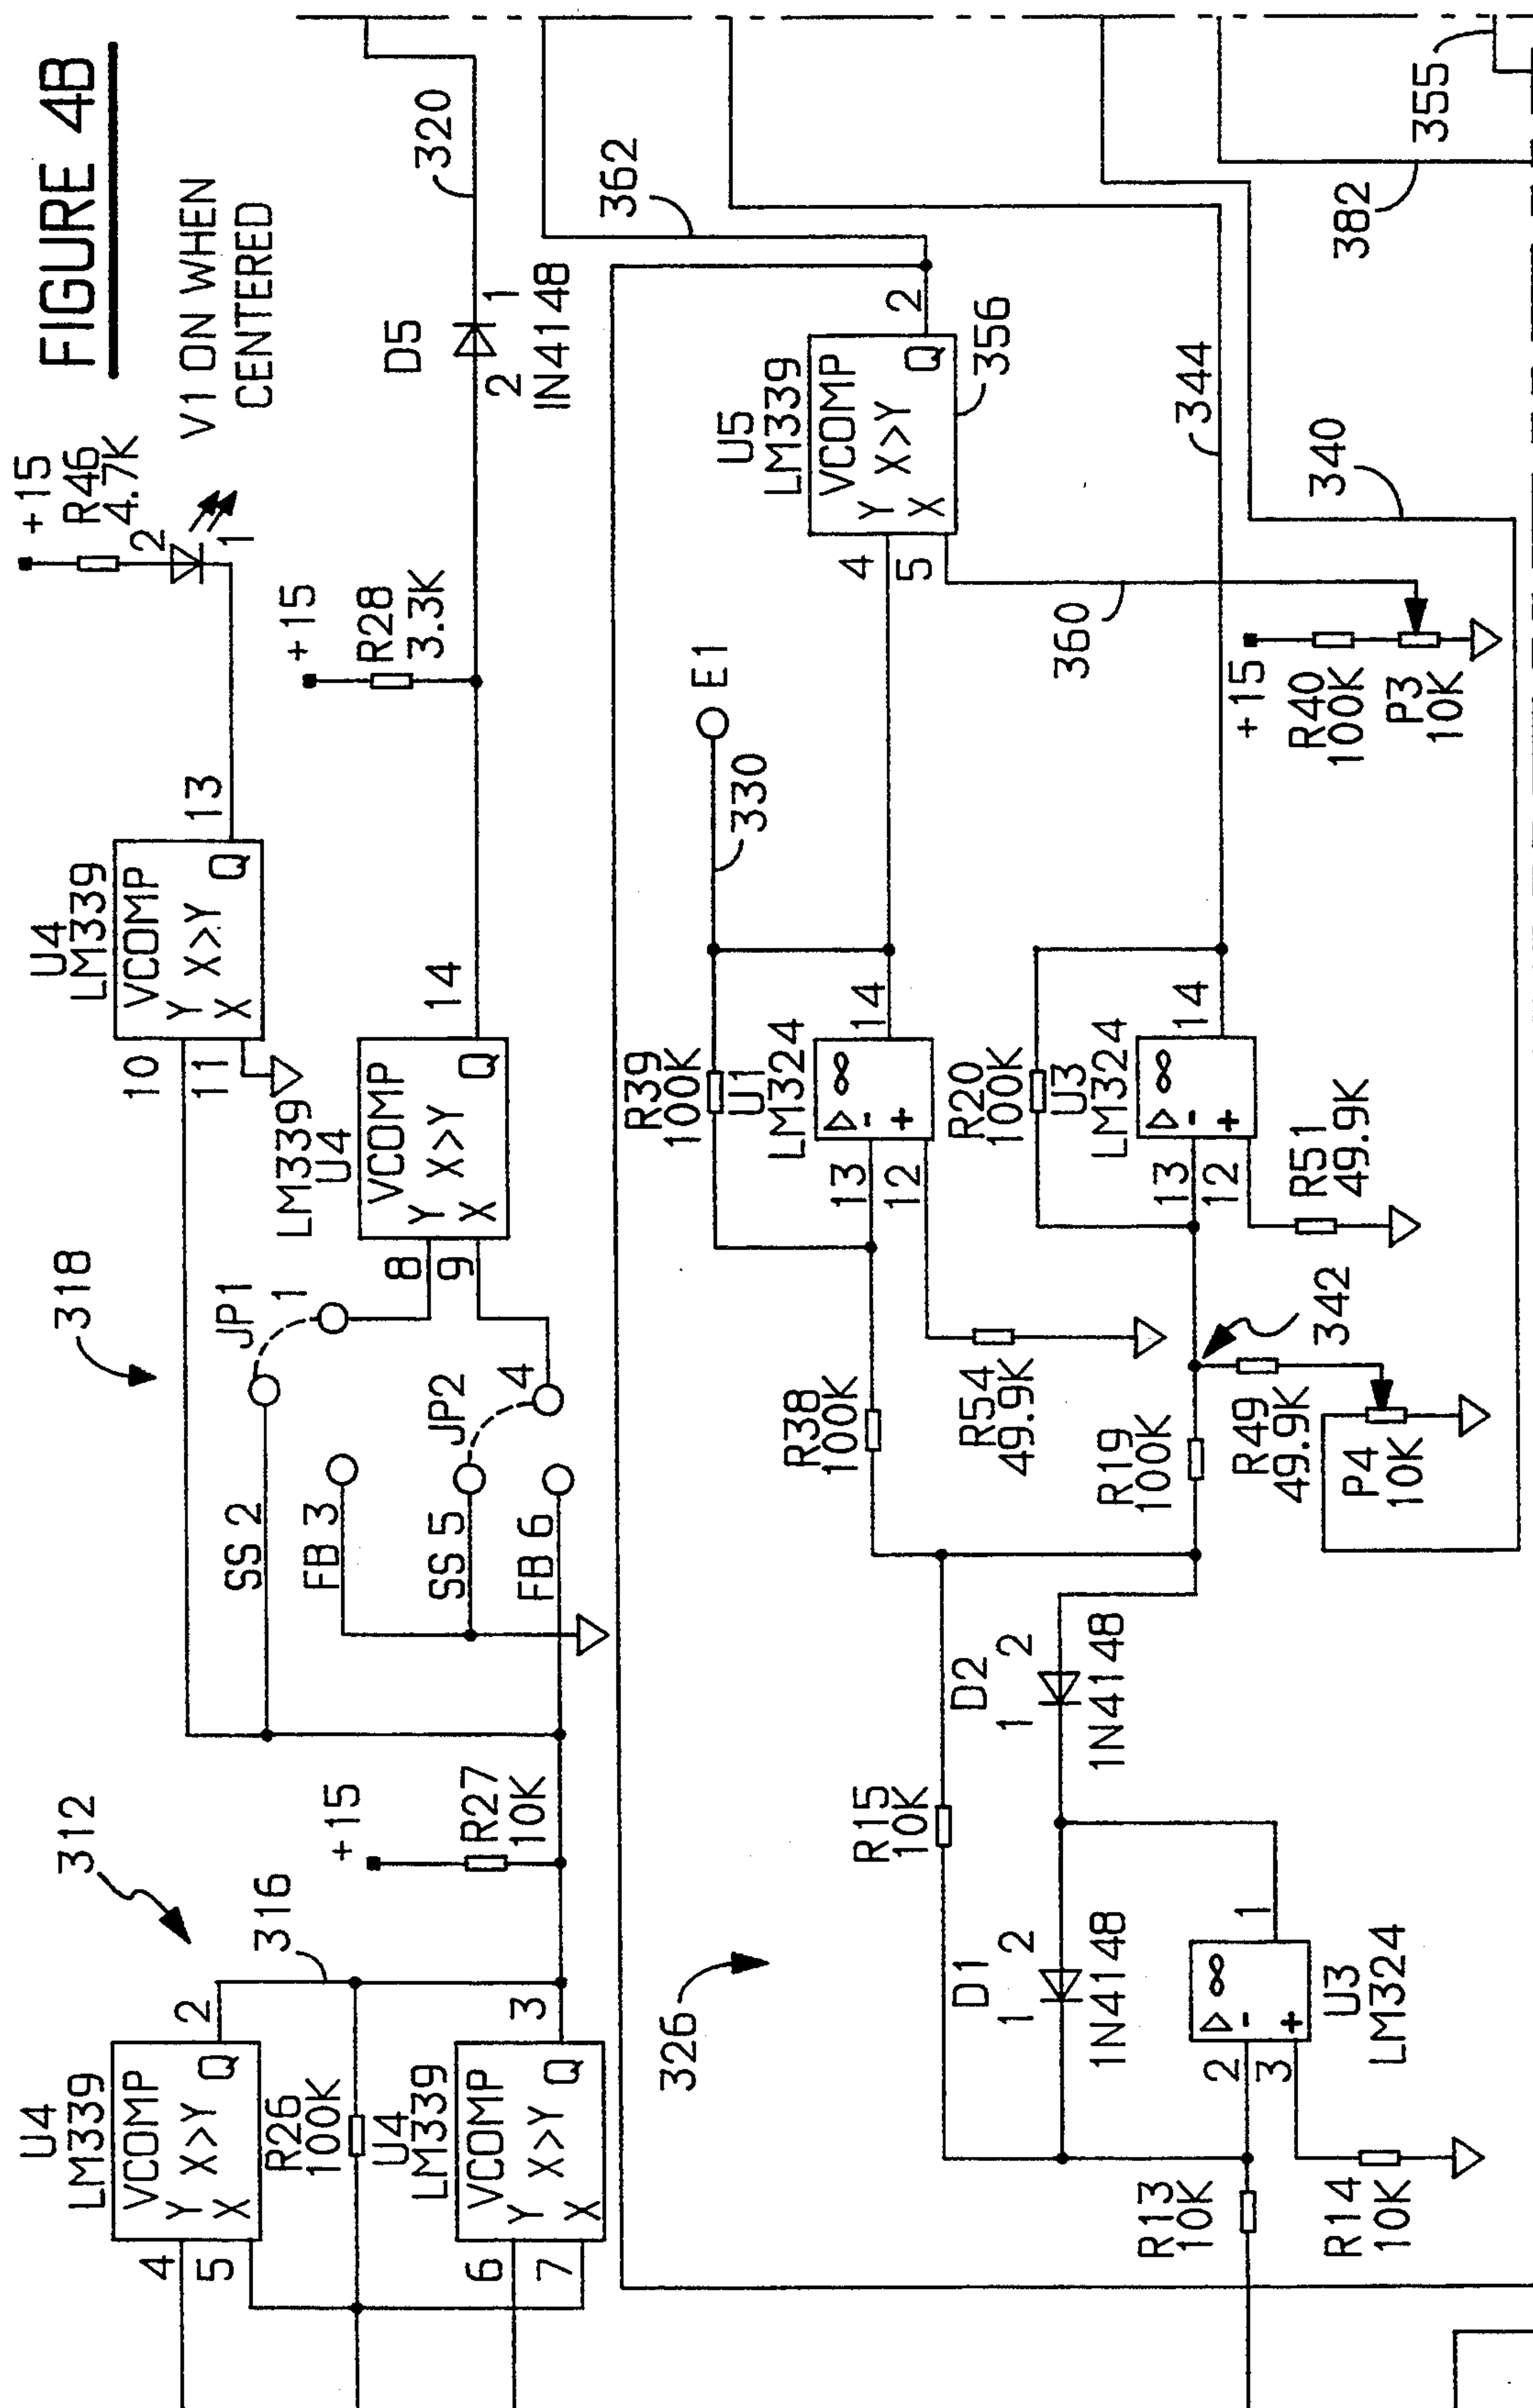 FIGURE 4B
312
318
+15
R46
4.7K
2
1
V1 ON WHEN
CENTERED
U4
LM339
VCOMP
Y
X>Y
X
Q
10
11
13
U4
LM339
VCOMP
Y
X>Y
X
Q
4
5
2
316
R26
100K
U4
LM339
VCOMP
Y
X>Y
X
Q
6
7
3
+15
R27
10K
SS 2
FB 3
SS 5
FB 6
JP1
1
JP2
4
LM339
U4
VCOMP
Y
X>Y
X
Q
8
9
14
+15
R28
3.3K
D5
2
1
IN4148
320
326
R39
100K
330
E1
U1
LM324
∞
-
+
13
12
14
R38
100K
R54
49.9K
U5
LM339
VCOMP
Y
X>Y
X
Q
4
5
2
356
362
R15
10K
D1
1
2
1N4148
D2
1
2
1N4148
R13
10K
R14
10K
2
3
1
∞
-
+
U3
LM324
R19
100K
R20
100K
U3
LM324
∞
-
+
13
12
14
R51
49.9K
342
R49
49.9K
P4
10K
360
+15
R40
100K
P3
10K
344
340
382
355